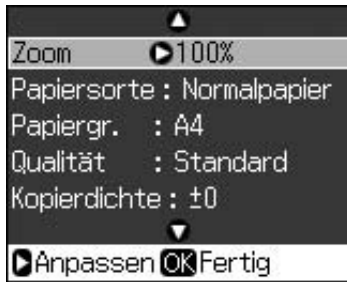 Zoom 100%
Papiersorte : Normalpapier
Papiergr. : A4
Qualität : Standard
Kopierdichte : ±0
Anpassen OK Fertig